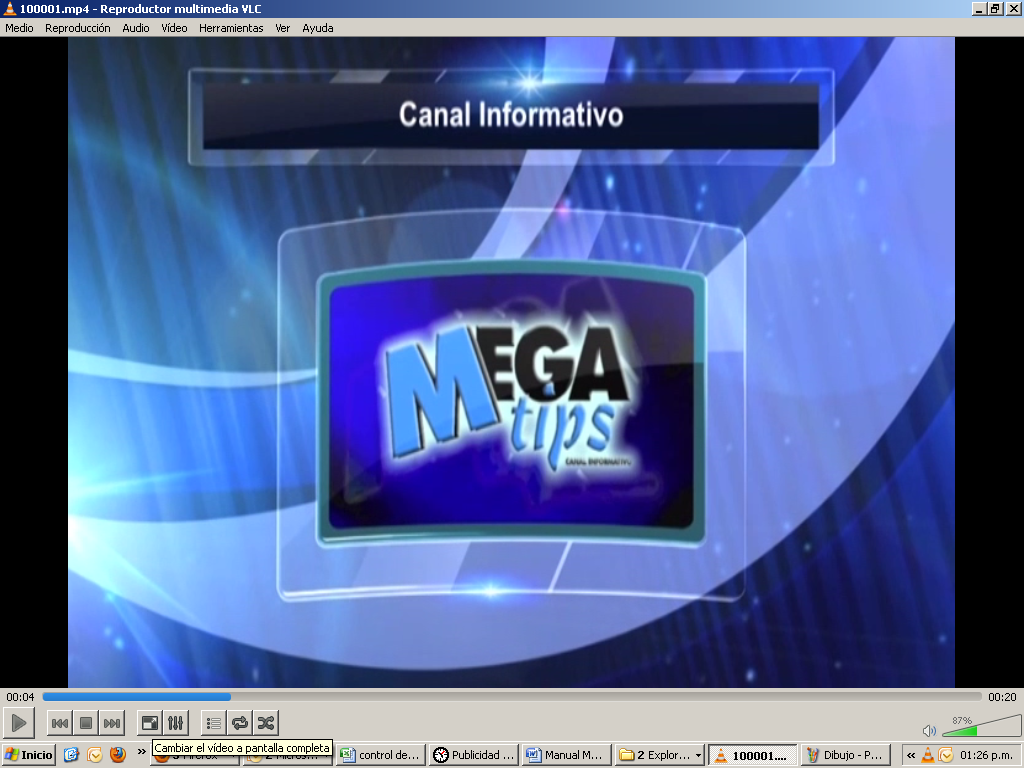 100001.mp4 - Reproductor multimedia VLC
Medio Reproducción Audio Vídeo Herramientas Ver Ayuda
Canal Informativo
MEGA
tips
CANAL INFORMATIVO
00:04
00:20
87%
Cambiar el vídeo a pantalla completa
Inicio
»
control de...
Publicidad ...
Manual M...
2 Explor...
100001....
Dibujo - P...
«
01:26 p.m.